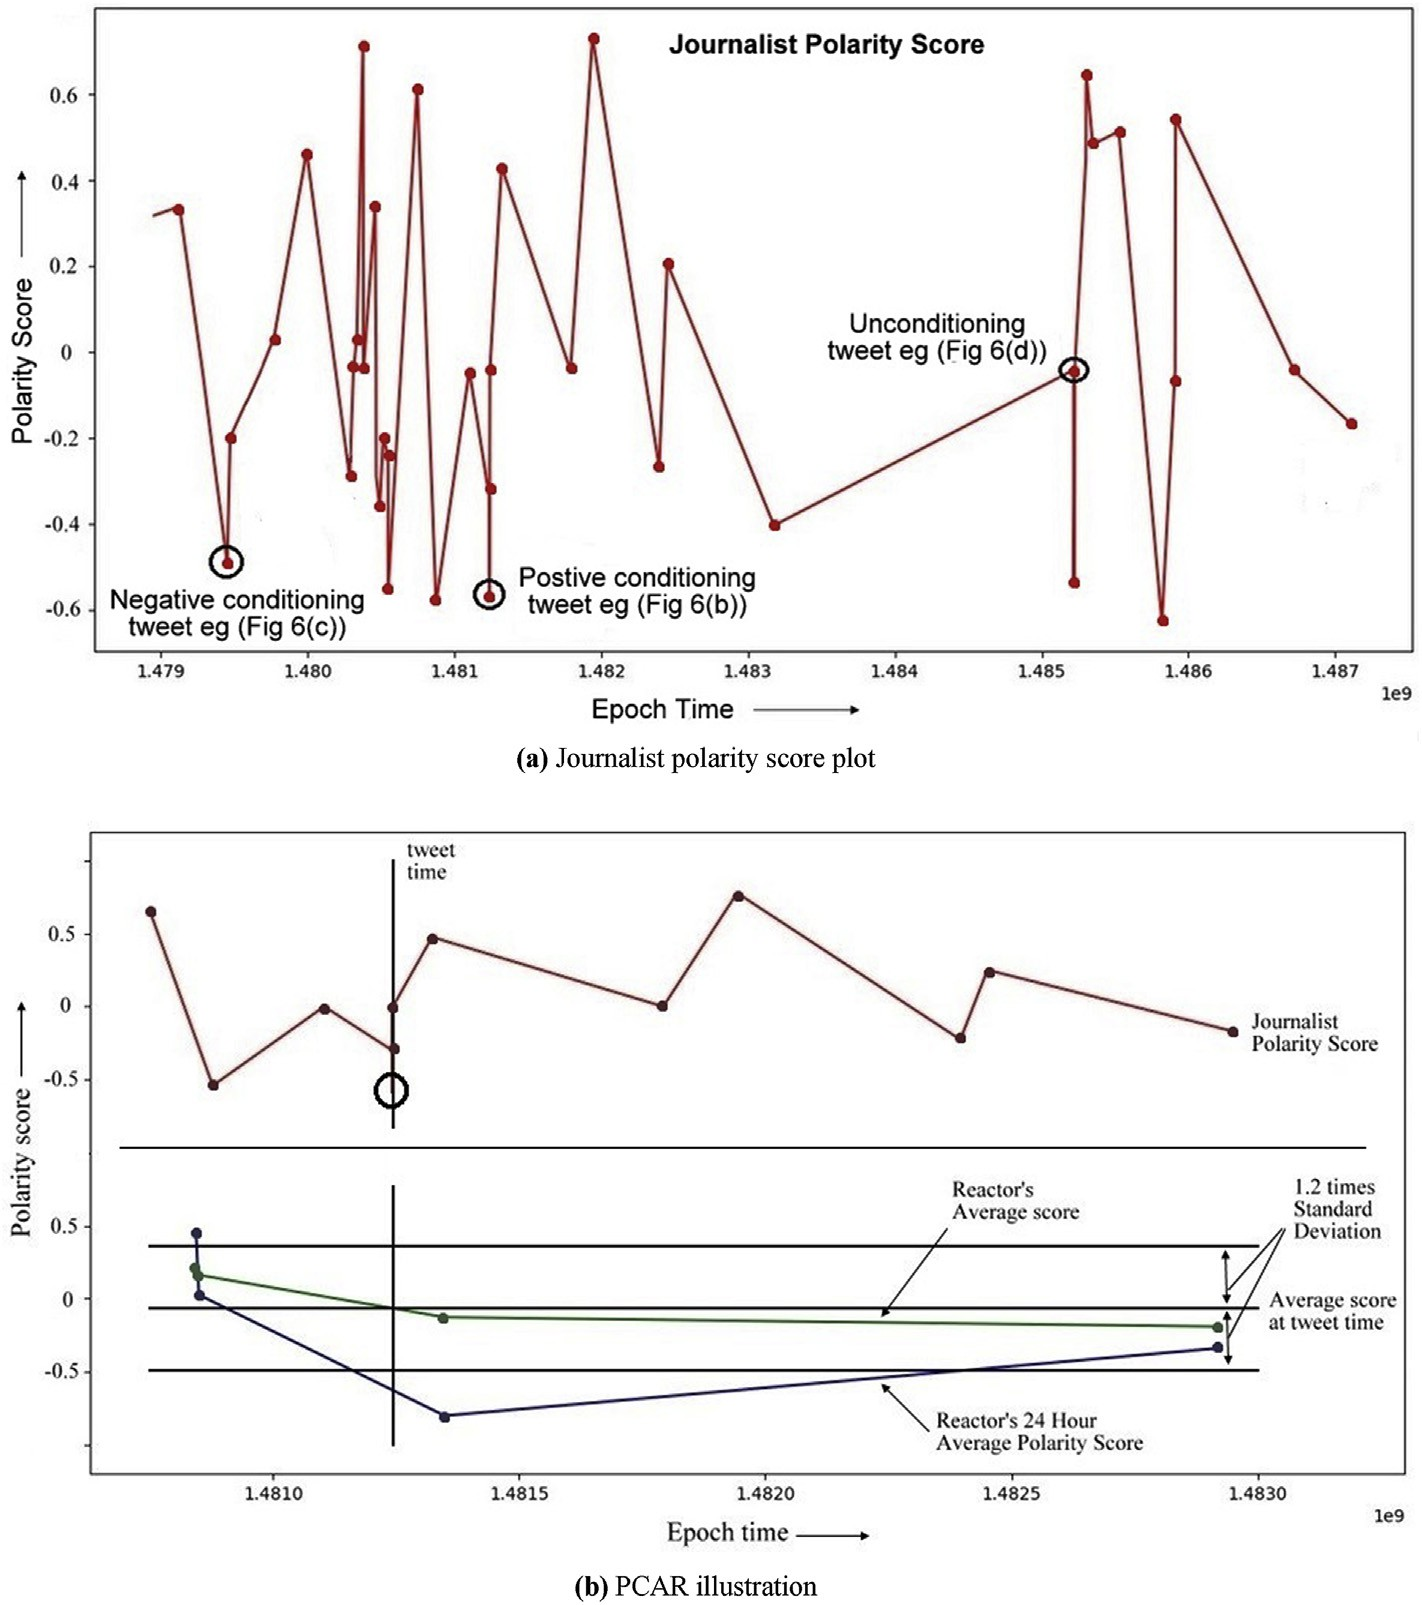 Journalist Polarity Score
0.6
0.4
0.2
0
-0.2
-0.4
-0.6
Polarity Score
Unconditioning
tweet eg (Fig 6(d))
Negative conditioning
tweet eg (Fig 6(c))
Postive conditioning
tweet eg (Fig 6(b))
1.479 1.480 1.481 1.482 1.483 1.484 1.485 1.486 1.487
1e9
Epoch Time
(a) Journalist polarity score plot
tweet
time
0.5
0
-0.5
Journalist
Polarity Score
Polarity score
0.5
0
-0.5
Reactor's
Average score
1.2 times
Standard
Deviation
Average score
at tweet time
Reactor's 24 Hour
Average Polarity Score
1.4810 1.4815 1.4820 1.4825 1.4830
1e9
Epoch time
(b) PCAR illustration